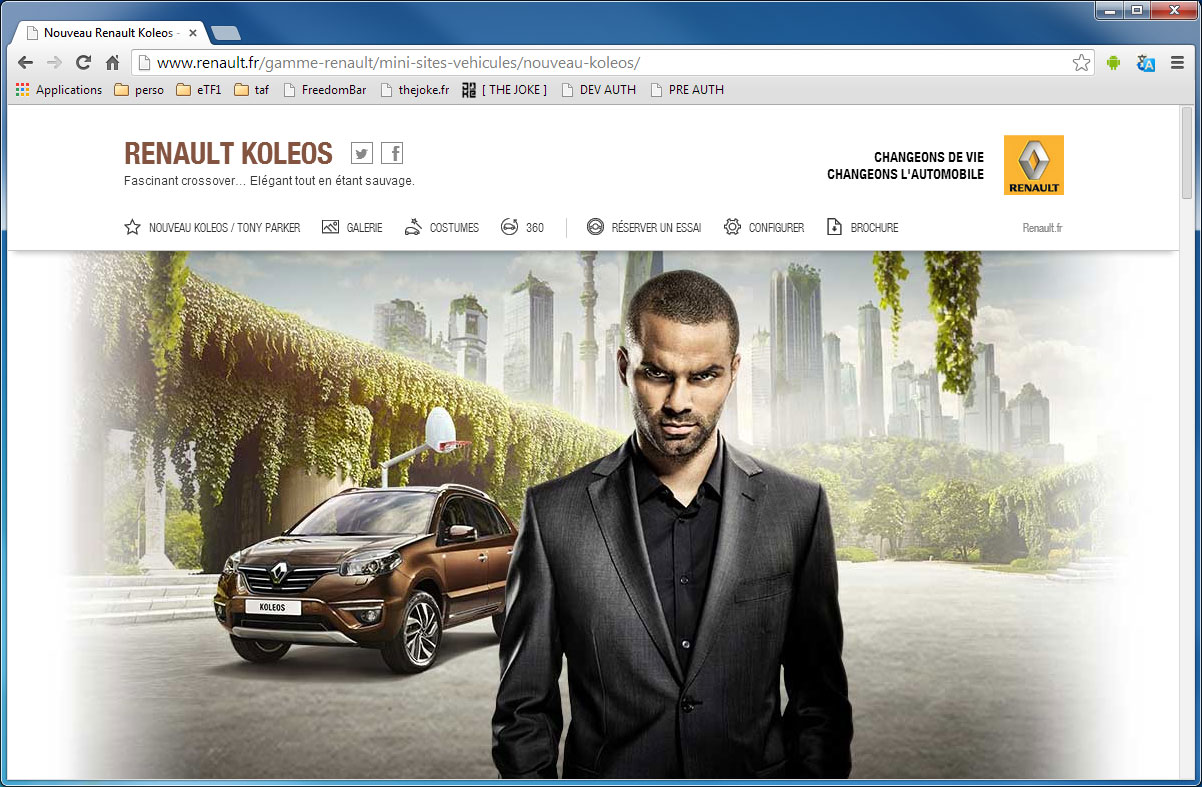 Nouveau Renault Koleos -
www.renault.fr/gamme-renault/mini-sites-vehicules/nouveau-koleos/
Applications perso eTF1 taf FreedomBar thejoke.fr [ THE JOKE ] DEV AUTH PRE AUTH
RENAULT KOLEOS
Fascinant crossover... Elégant tout en étant sauvage.
CHANGEONS DE VIE
CHANGEONS L'AUTOMOBILE
RENAULT
NOUVEAU KOLEOS / TONY PARKER GALERIE COSTUMES 360 RÉSERVER UN ESSAI CONFIGURER BROCHURE Renault.fr
KOLEOS